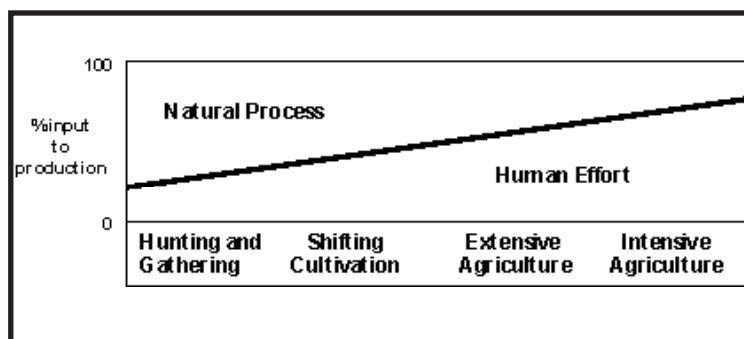 100
Natural Process
%input
to
production
Human Effort
0
Hunting and
Gathering
Shifting
Cultivation
Extensive
Agriculture
Intensive
Agriculture